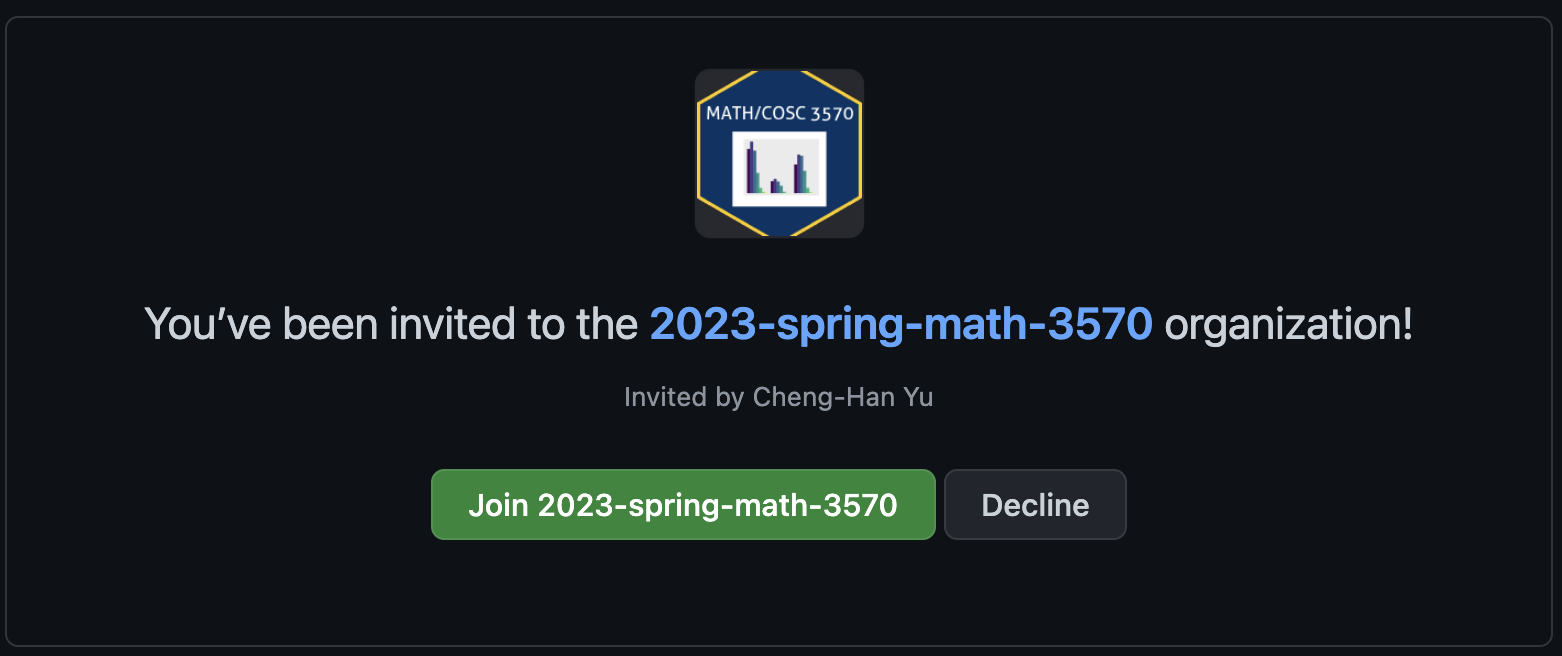 MATH/COSC 3570
You’ve been invited to the 2023-spring-math-3570 organization!
Invited by Cheng-Han Yu
Join 2023-spring-math-3570
Decline